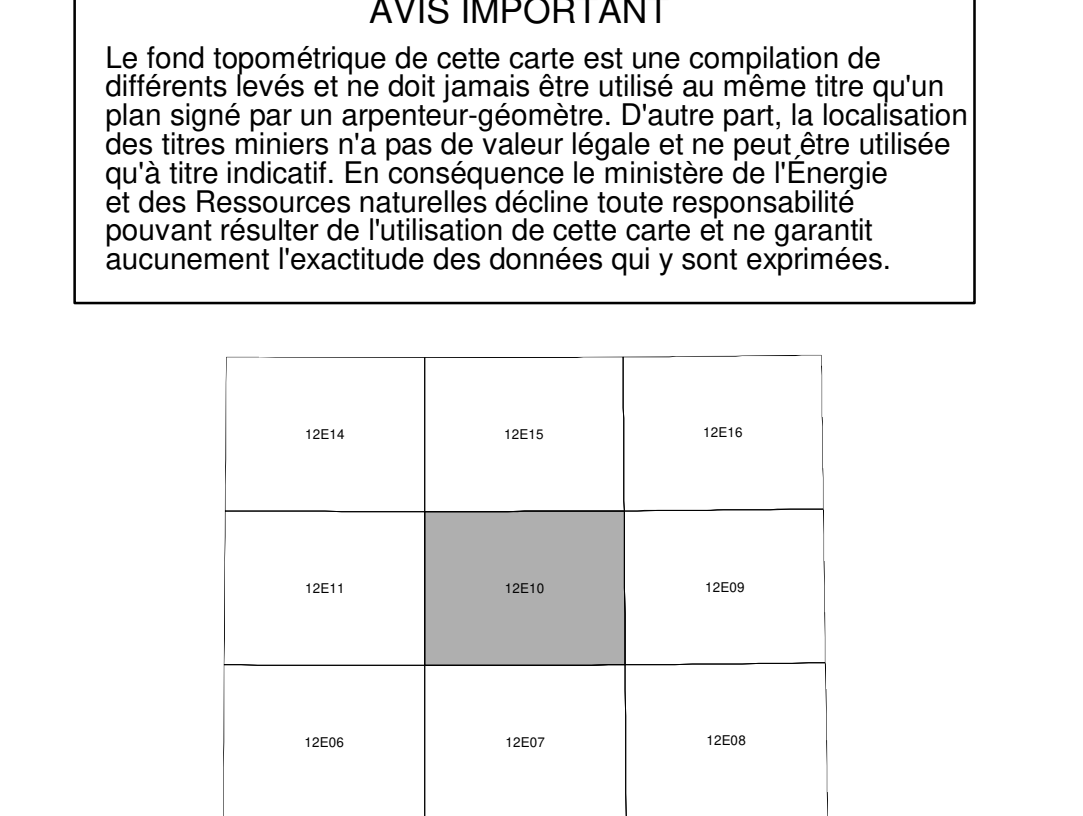 AVIS IMPORTANT
Le fond topométrique de cette carte est une compilation de
différents levés et ne doit jamais être utilisé au même titre qu'un
plan signé par un arpenteur-géomètre. D'autre part, la localisation
des titres miniers n'a pas de valeur légale et ne peut être utilisée
qu'à titre indicatif. En conséquence le ministère de l'Énergie
et des Ressources naturelles décline toute responsabilité
pouvant résulter de l'utilisation de cette carte et ne garantit
aucunement l'exactitude des données qui y sont exprimées.
12E14 12E15 12E16
12E11 12E10 12E09
12E06 12E07 12E08